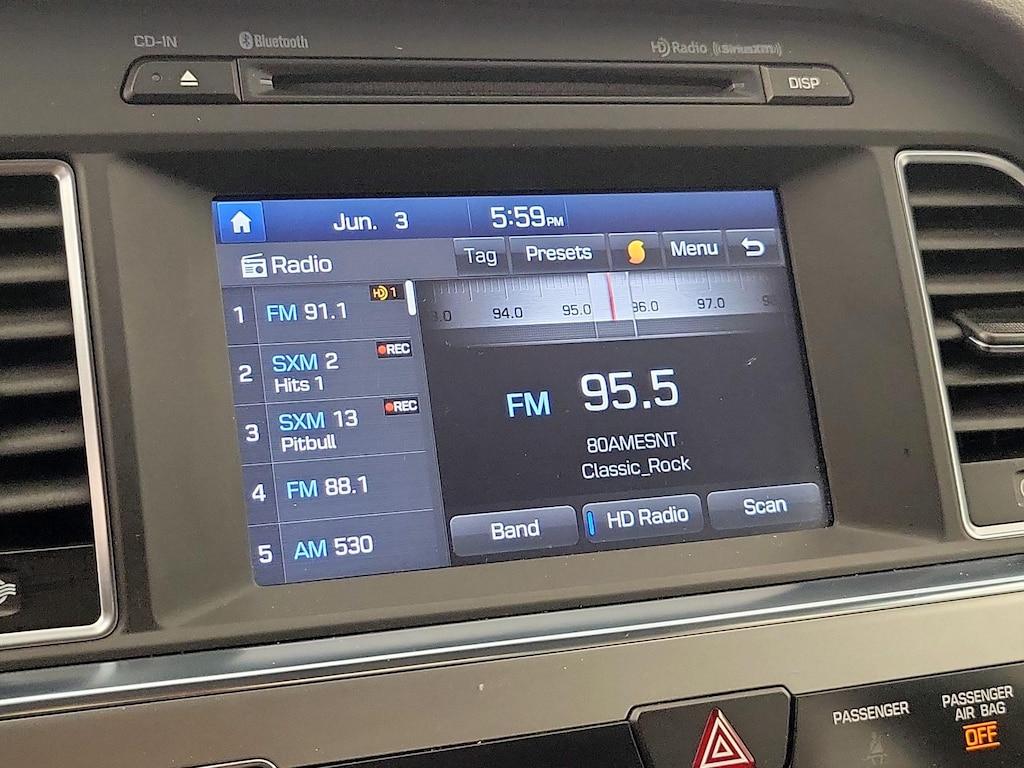 CD-IN
Bluetooth
HD Radio ((SiriusXM))
DISP
Jun. 3
5:59PM
Radio
Tag
Presets
Menu
1 FM 91.1 HD 1
2 SXM 2 REC
Hits 1
3 SXM 13 REC
Pitbull
4 FM 88.1
5 AM 530
94.0 95.0 96.0 97.0
FM 95.5
80AMESNT
Classic_Rock
Band
HD Radio
Scan
PASSENGER
PASSENGER
AIR BAG
OFF